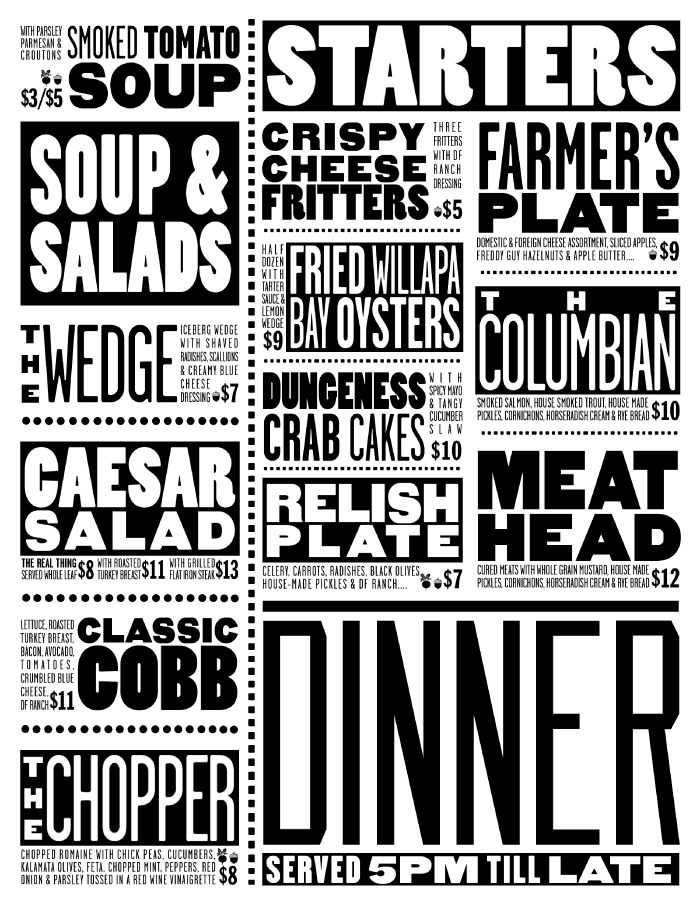 WITH PARSLEY
PARMESAN &
CROUTONS
$3/$5
SMOKED TOMATO
SOUP
SOUP &
SALADS
THE
WEDGE
ICEBERG WEDGE
WITH SHAVED
RADISHES, SCALLIONS
& CREAMY BLUE
CHEESE
DRESSING $7
CAESAR
SALAD
THE REAL THING
SERVED WHOLE LEAF $8
WITH ROASTED
TURKEY BREAST $11
WITH GRILLED
FLAT IRON STEAK $13
LETTUCE, ROASTED
TURKEY BREAST,
BACON, AVOCADO,
TOMATOES,
CRUMBLED BLUE
CHEESE,
DF RANCH $11
CLASSIC
COBB
THE
CHOPPER
CHOPPED ROMAINE WITH CHICK PEAS, CUCUMBERS,
KALAMATA OLIVES, FETA. CHOPPED MINT. PEPPERS, RED
ONION & PARSLEY TOSSED IN A RED WINE VINAIGRETTE $8
STARTERS
CRISPY
CHEESE
FRITTERS
THREE
FRITTERS
WITH DF
RANCH
DRESSING
$5
HALF
DOZEN
WITH
TARTER
SAUCE &
LEMON
WEDGE
$9
FRIED WILLAPA
BAY OYSTERS
DUNGENESS
CRAB CAKES
WITH
SPICY MAYO
& TANGY
CUCUMBER
SLAW
$10
RELISH
PLATE
CELERY, CARROTS, RADISHES, BLACK OLIVES,
HOUSE-MADE PICKLES & DF RANCH.... $7
FARMER'S
PLATE
DOMESTIC & FOREIGN CHEESE ASSORTMENT, SLICED APPLES,
FREDDY GUY HAZELNUTS & APPLE BUTTER.... $9
THE
COLUMBIAN
SMOKED SALMON, HOUSE SMOKED TROUT, HOUSE MADE
PICKLES, CORNICHONS, HORSERADISH CREAM & RYE BREAD $10
MEAT
HEAD
CURED MEATS WITH WHOLE GRAIN MUSTARD, HOUSE MADE
PICKLES, CORNICHONS, HORSERADISH CREAM & RYE BREAD $12
DINNER
SERVED 5PM TILL LATE